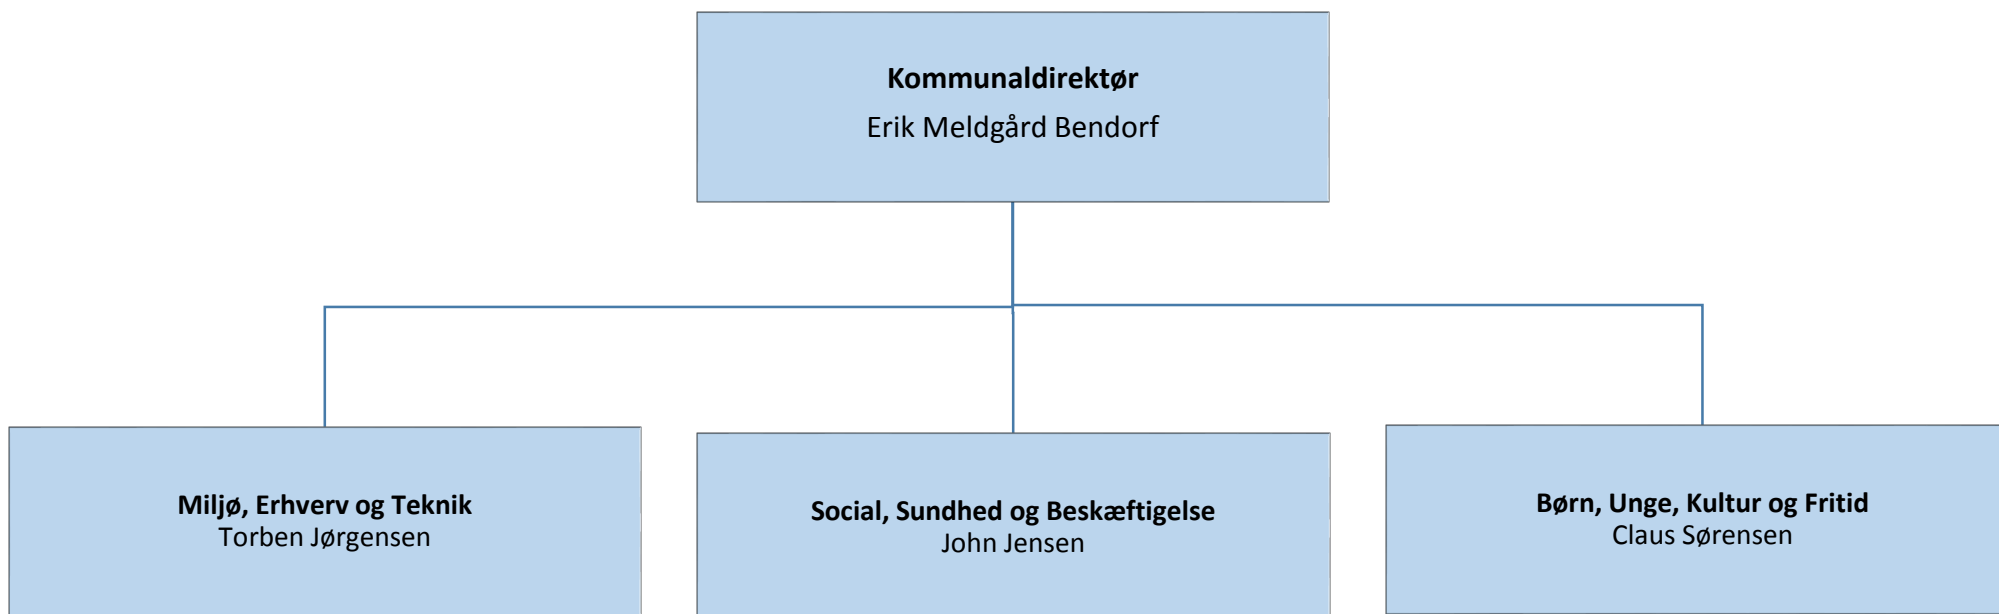 Kommunaldirektør
Erik Meldgård Bendorf
Miljø, Erhverv og Teknik
Torben Jørgensen
Social, Sundhed og Beskæftigelse
John Jensen
Børn, Unge, Kultur og Fritid
Claus Sørensen